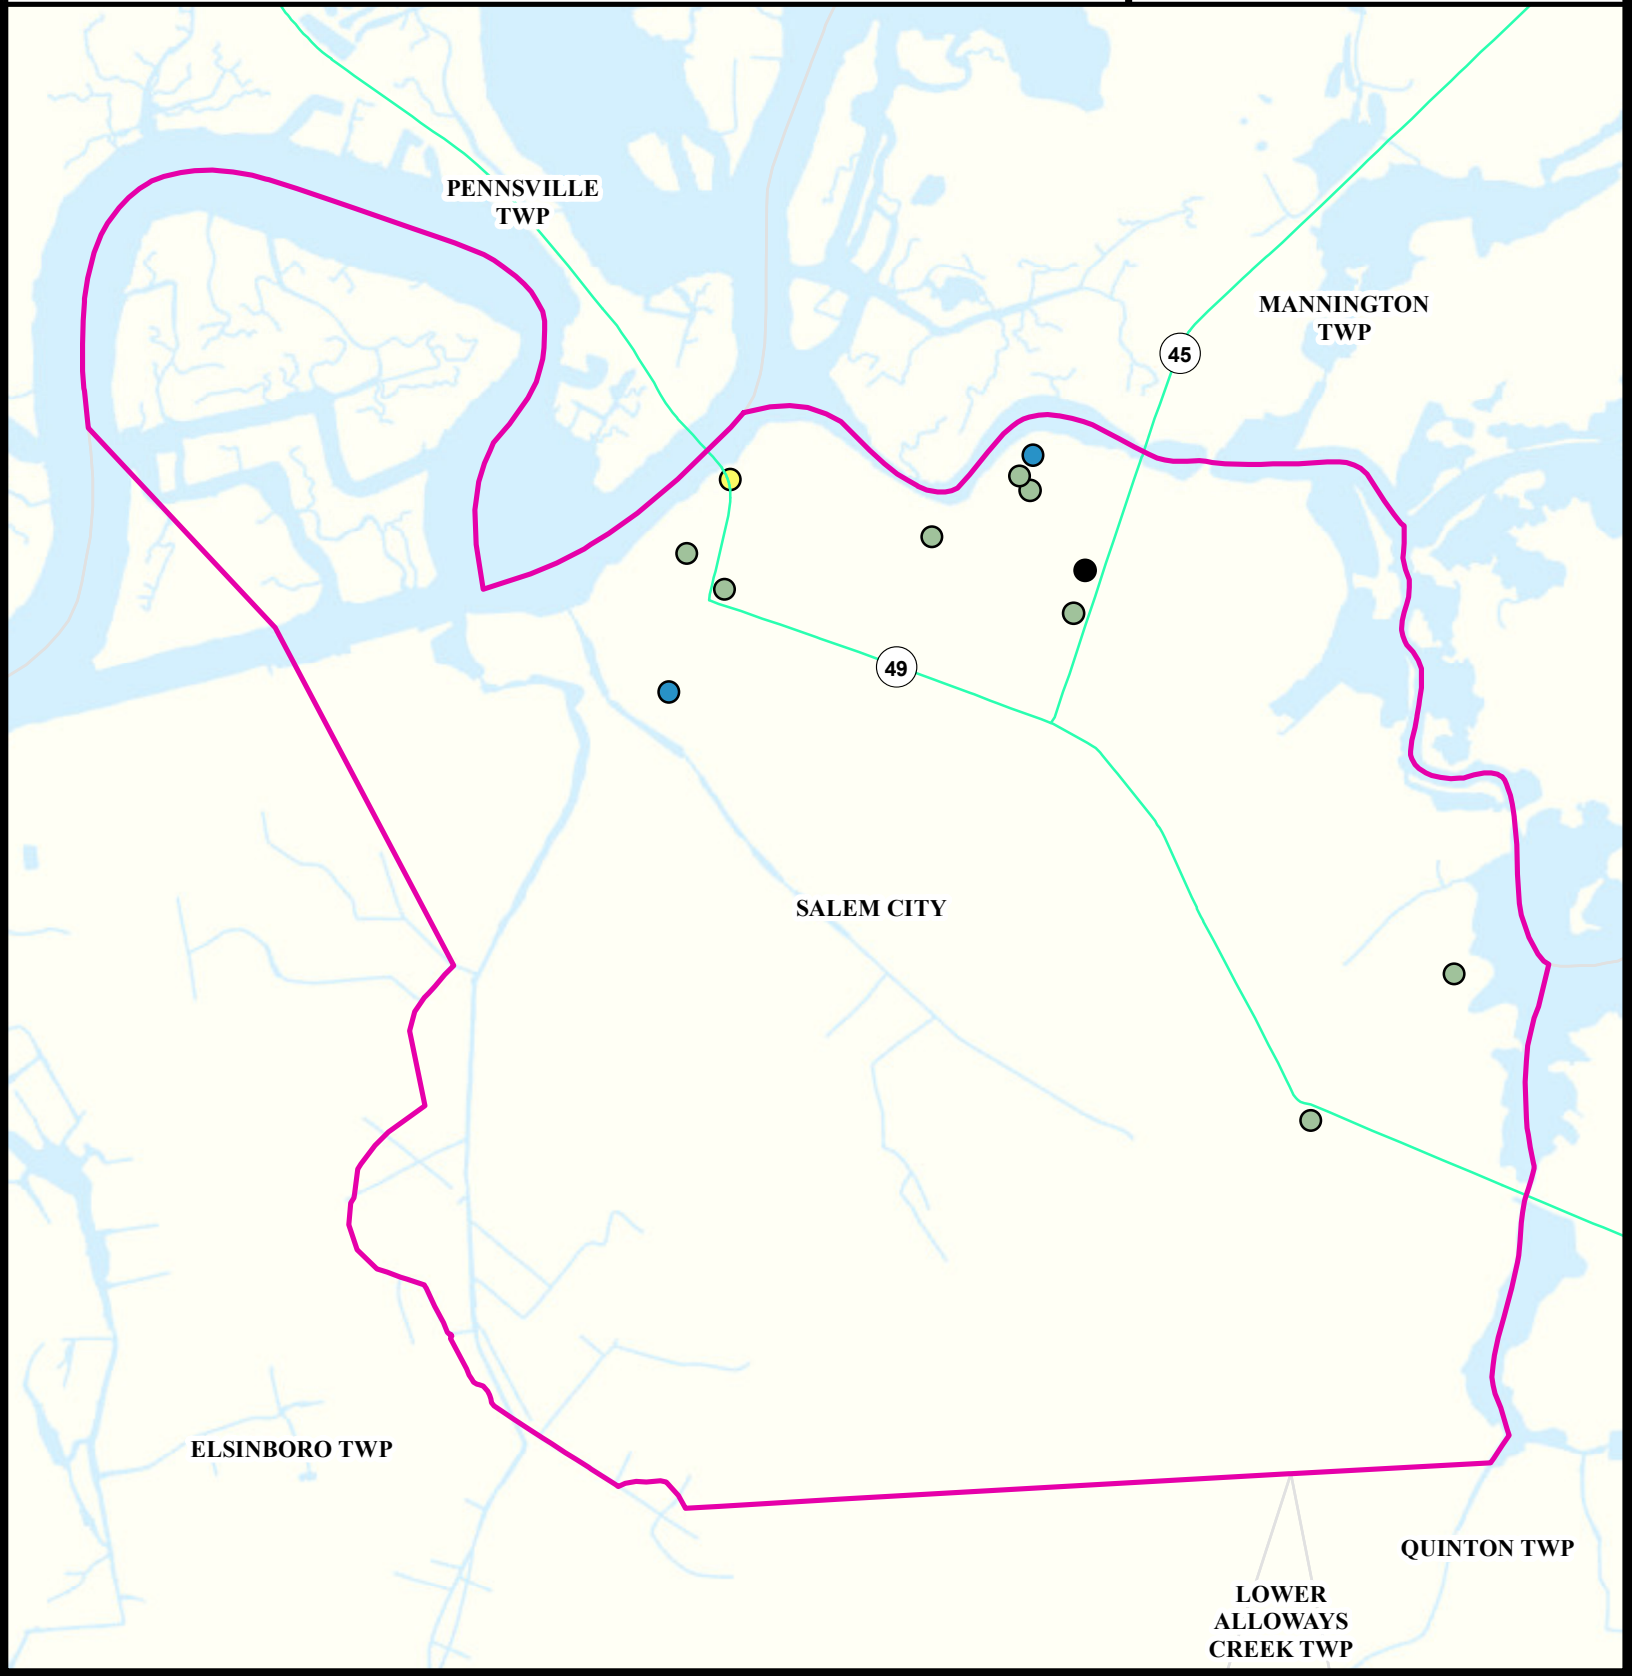 PENNSVILLE
TWP
MANNINGTON
TWP
45
49
SALEM CITY
ELSINBORO TWP
QUINTON TWP
LOWER
ALLOWAYS
CREEK TWP